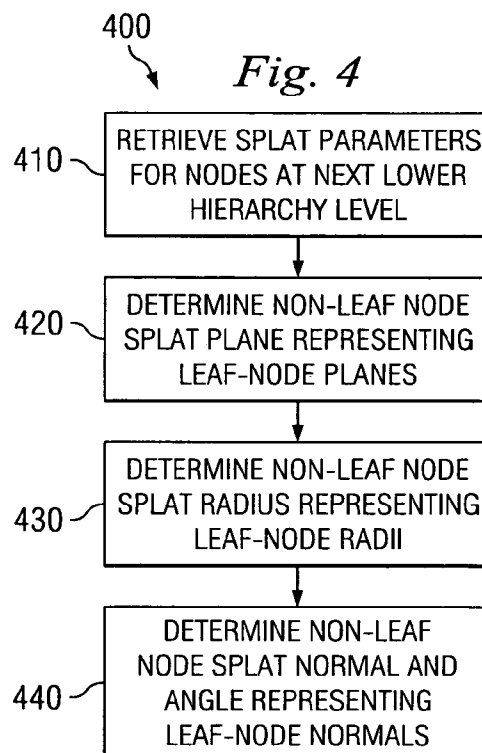 400
Fig. 4
410
RETRIEVE SPLAT PARAMETERS
FOR NODES AT NEXT LOWER
HIERARCHY LEVEL
420
DETERMINE NON-LEAF NODE
SPLAT PLANE REPRESENTING
LEAF-NODE PLANES
430
DETERMINE NON-LEAF NODE
SPLAT RADIUS REPRESENTING
LEAF-NODE RADII
440
DETERMINE NON-LEAF
NODE SPLAT NORMAL AND
ANGLE REPRESENTING
LEAF-NODE NORMALS